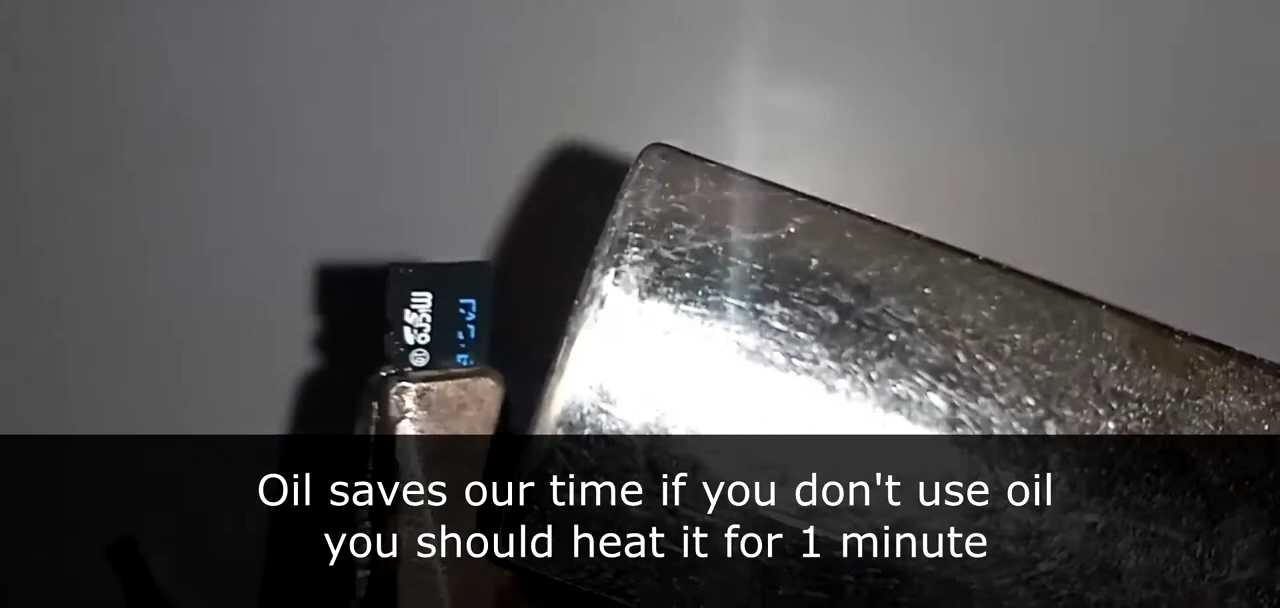 Oil saves our time if you don't use oil
you should heat it for 1 minute